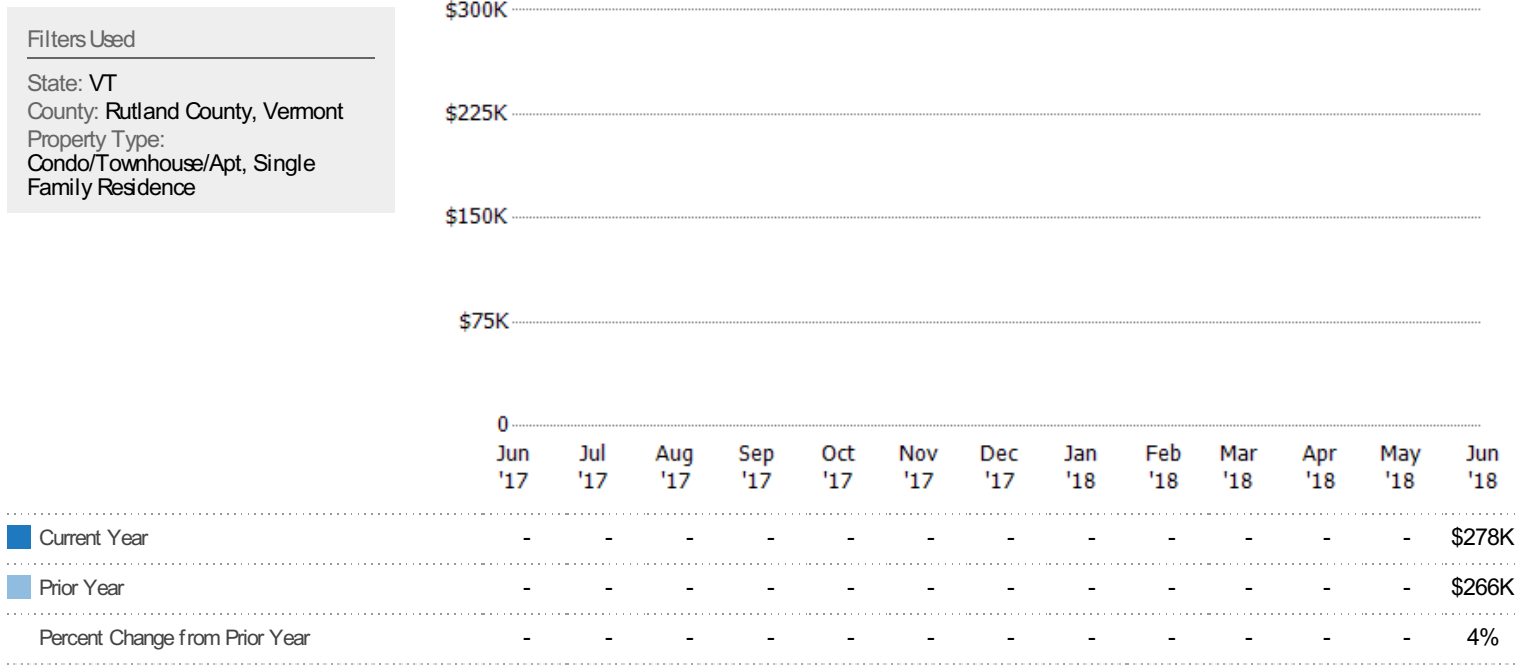 Filters Used
State: VT
County: Rutland County, Vermont
Property Type:
Condo/Townhouse/Apt, Single
Family Residence
$300K
$225K
$150K
$75K
0
Jun Jul Aug Sep Oct Nov Dec Jan Feb Mar Apr May Jun
'17 '17 '17 '17 '17 '17 '17 '18 '18 '18 '18 '18 '18
Current Year - - - - - - - - - - - - $278K
Prior Year - - - - - - - - - - - - $266K
Percent Change from Prior Year - - - - - - - - - - - - 4%